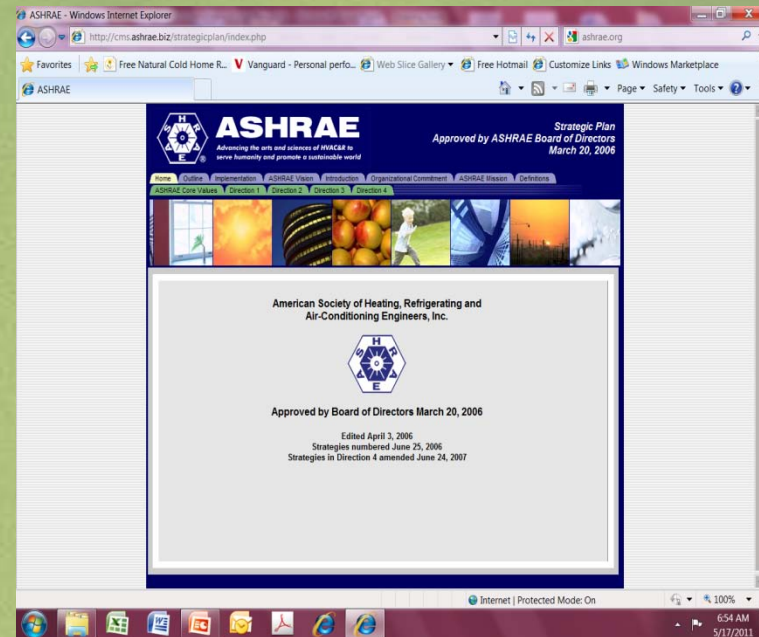 ASHRAE - Windows Internet Explorer
http://cms.ashrae.biz/strategicplan/index.php
ashrae.org
Favorites Free Natural Cold Home R... Vanguard - Personal perfo... Web Slice Gallery Free Hotmail Customize Links Windows Marketplace
ASHRAE
Page Safety Tools
ASHRAE
Advancing the arts and sciences of HVAC&R to
serve humanity and promote a sustainable world
Strategic Plan
Approved by ASHRAE Board of Directors
March 20, 2006
Home Outline Implementation ASHRAE Vision Introduction Organizational Commitment ASHRAE Mission Definitions
ASHRAE Core Values Direction 1 Direction 2 Direction 3 Direction 4
American Society of Heating, Refrigerating and
Air-Conditioning Engineers, Inc.
ASHRAE
Approved by Board of Directors March 20, 2006
Edited April 3, 2006
Strategies numbered June 25, 2006
Strategies in Direction 4 amended June 24, 2007
Internet | Protected Mode: On
100%
6:54 AM
5/17/2011